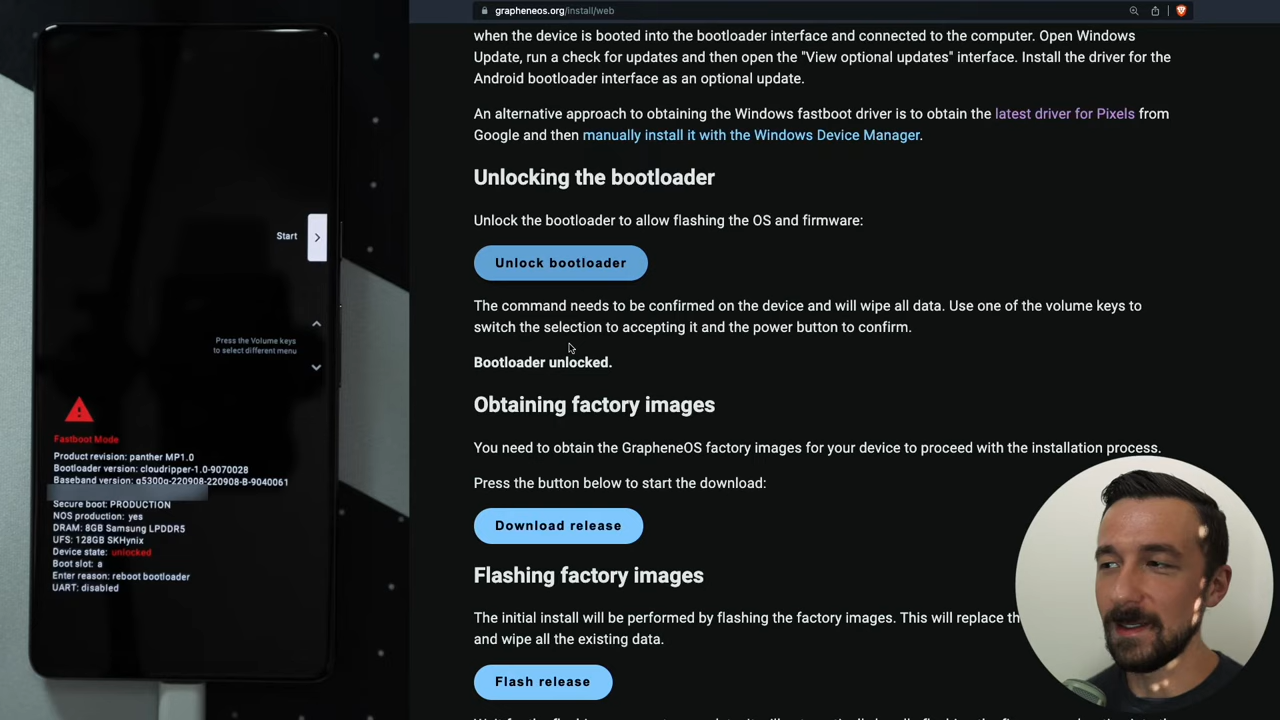 grapheneos.org/install/web
when the device is booted into the bootloader interface and connected to the computer. Open Windows
Update, run a check for updates and then open the "View optional updates" interface. Install the driver for the
Android bootloader interface as an optional update.
An alternative approach to obtaining the Windows fastboot driver is to obtain the latest driver for Pixels from
Google and then manually install it with the Windows Device Manager.
Unlocking the bootloader
Unlock the bootloader to allow flashing the OS and firmware:
Unlock bootloader
The command needs to be confirmed on the device and will wipe all data. Use one of the volume keys to
switch the selection to accepting it and the power button to confirm.
Bootloader unlocked.
Obtaining factory images
You need to obtain the GrapheneOS factory images for your device to proceed with the installation process.
Press the button below to start the download:
Download release
Flashing factory images
The initial install will be performed by flashing the factory images. This will replace
and wipe all the existing data.
Flash release
Start
Press the Volume keys
to select different menu
Fastboot Mode
Product revision: panther MP1.0
Bootloader version: cloudripper-1.0-9070028
Baseband version: g5300g-220908-220908-B-9040061
Secure boot: PRODUCTION
NOS production: yes
DRAM: 8GB Samsung LPDDR5
UFS: 128GB SKHynix
Device state: unlocked
Boot slot: a
Enter reason: reboot bootloader
UART: disabled